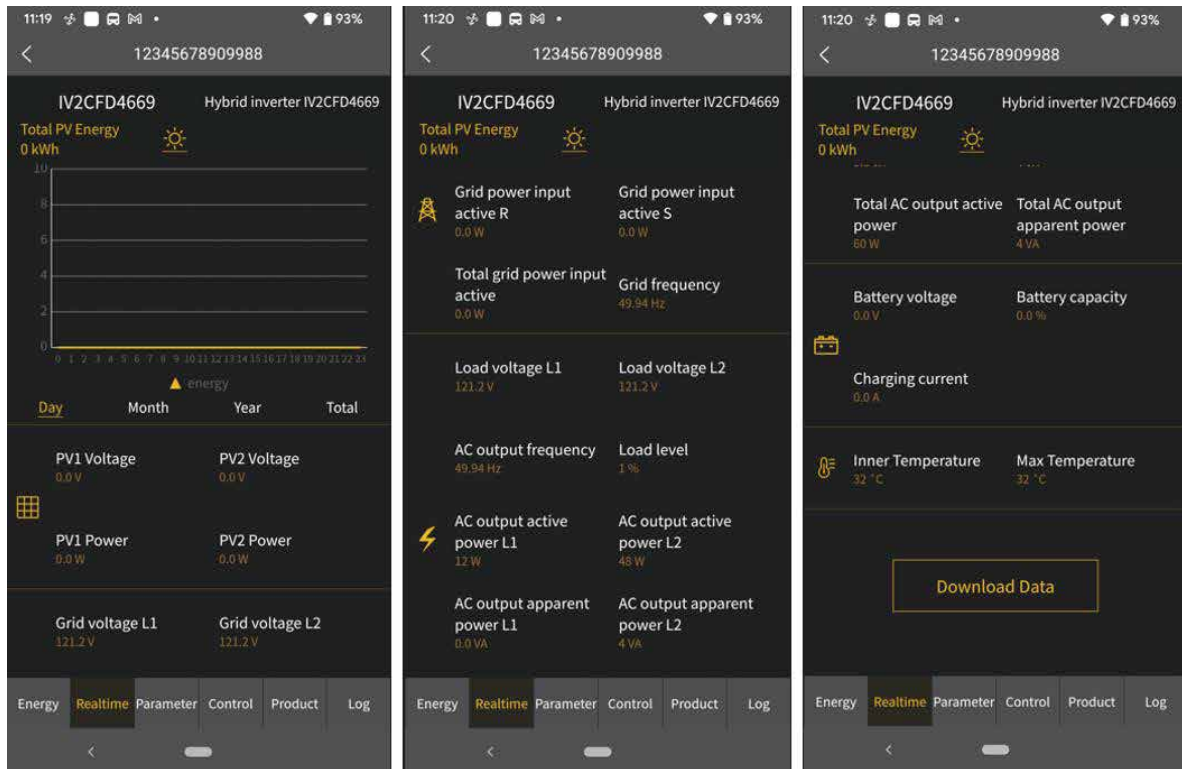 11:19
93%
12345678909988
IV2CFD4669
Hybrid inverter IV2CFD4669
Total PV Energy
0 kWh
10
8
6
4
2
0
0 1 2 3 4 5 6 7 8 9 10 11 12 13 14 15 16 17 18 19 20 21 22 23
energy
Day Month Year Total
PV1 Voltage PV2 Voltage
0.0 V 0.0 V
PV1 Power PV2 Power
0.0 W 0.0 W
Grid voltage L1 Grid voltage L2
121.2 V 121.2 V
Energy Realtime Parameter Control Product Log
11:20
93%
12345678909988
IV2CFD4669
Hybrid inverter IV2CFD4669
Total PV Energy
0 kWh
Grid power input Grid power input
active R active S
0.0 W 0.0 W
Total grid power input
active
0.0 W
Grid frequency
49.94 Hz
Load voltage L1 Load voltage L2
121.2 V 121.2 V
AC output frequency Load level
49.94 Hz 1 %
AC output active AC output active
power L1 power L2
12 W 48 W
AC output apparent AC output apparent
power L1 power L2
0.0 VA 4 VA
Energy Realtime Parameter Control Product Log
11:20
93%
12345678909988
IV2CFD4669
Hybrid inverter IV2CFD4669
Total PV Energy
0 kWh
Total AC output active Total AC output
power apparent power
60 W 4 VA
Battery voltage Battery capacity
0.0 V 0.0 %
Charging current
0.0 A
Inner Temperature Max Temperature
32 °C 32 °C
Download Data
Energy Realtime Parameter Control Product Log